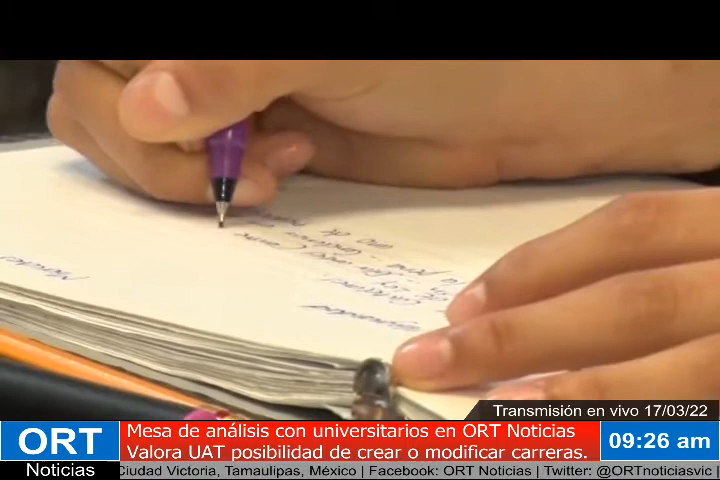 Transmisión en vivo 17/03/22
ORT
Noticias
Mesa de análisis con universitarios en ORT Noticias
Valora UAT posibilidad de crear o modificar carreras.
09:26 am
Ciudad Victoria, Tamaulipas, México | Facebook: ORT Noticias | Twitter: @ORTnoticiasvic |